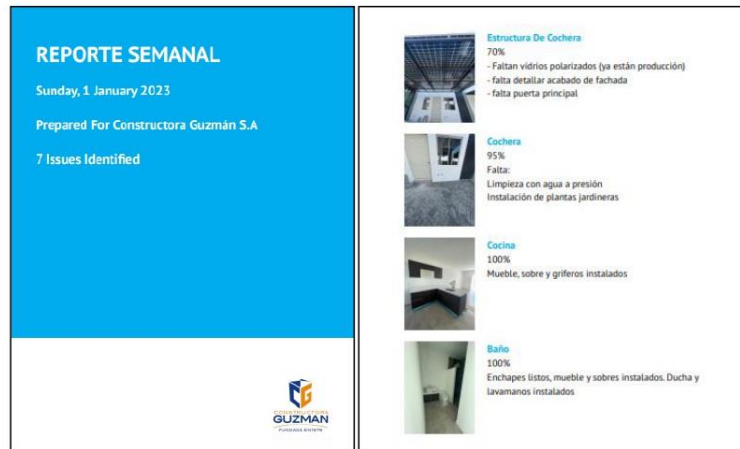 REPORTE SEMANAL
Sunday, 1 January 2023
Prepared For Constructora Guzmán S.A
7 Issues Identified
CONSTRUCTORA
GUZMAN
Estructura De Cochera
70%
- Faltan vidrios polarizados (ya están producción)
- falta detallar acabado de fachada
- falta puerta principal
Cochera
95%
Falta:
Limpieza con agua a presión
Instalación de plantas jardineras
Cocina
100%
Mueble, sobre y griferos instalados
Baño
100%
Enchapes listos, mueble y sobres instalados. Ducha y
lavamanos instalados